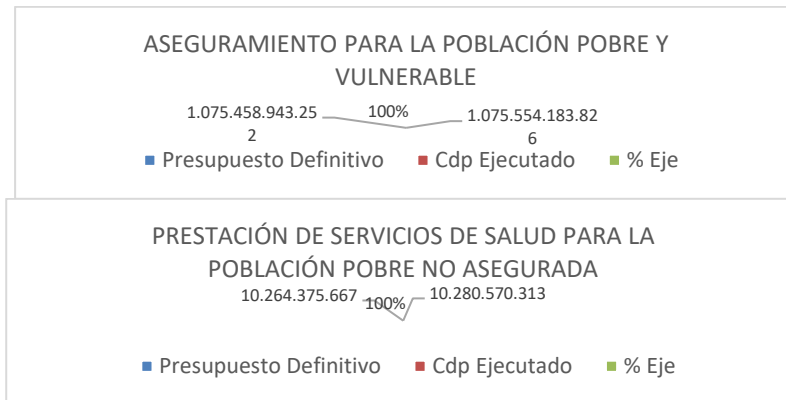 ASEGURAMIENTO PARA LA POBLACIÓN POBRE Y
VULNERABLE
1.075.458.943.25
2
100%
1.075.554.183.82
6
Presupuesto Definitivo Cdp Ejecutado % Eje
PRESTACIÓN DE SERVICIOS DE SALUD PARA LA
POBLACIÓN POBRE NO ASEGURADA
10.264.375.667 100% 10.280.570.313
Presupuesto Definitivo Cdp Ejecutado % Eje